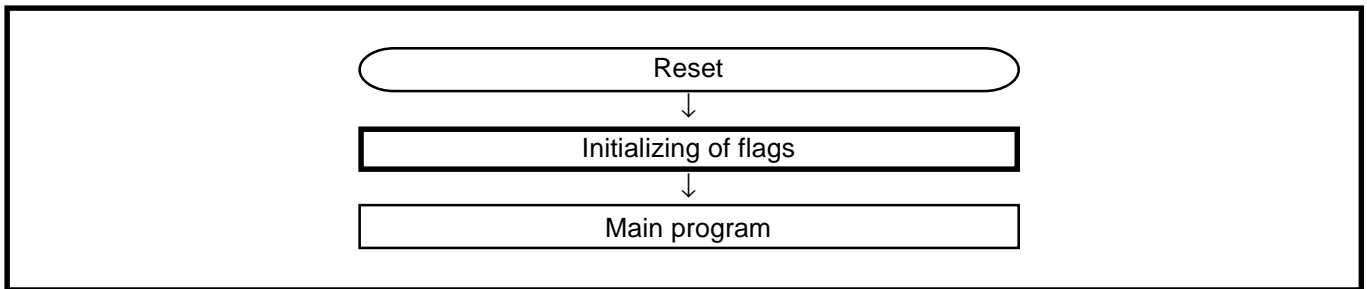 Reset
↓
Initializing of flags
↓
Main program